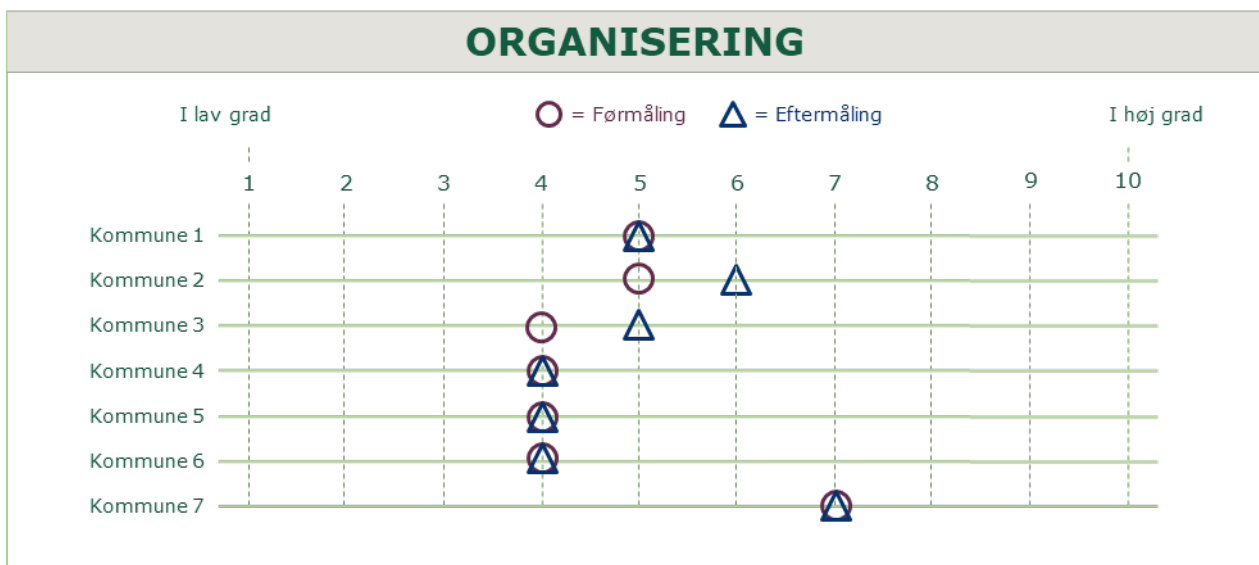 ORGANISERING
I lav grad = Førmåling = Eftermåling I høj grad
1 2 3 4 5 6 7 8 9 10
Kommune 1
Kommune 2
Kommune 3
Kommune 4
Kommune 5
Kommune 6
Kommune 7